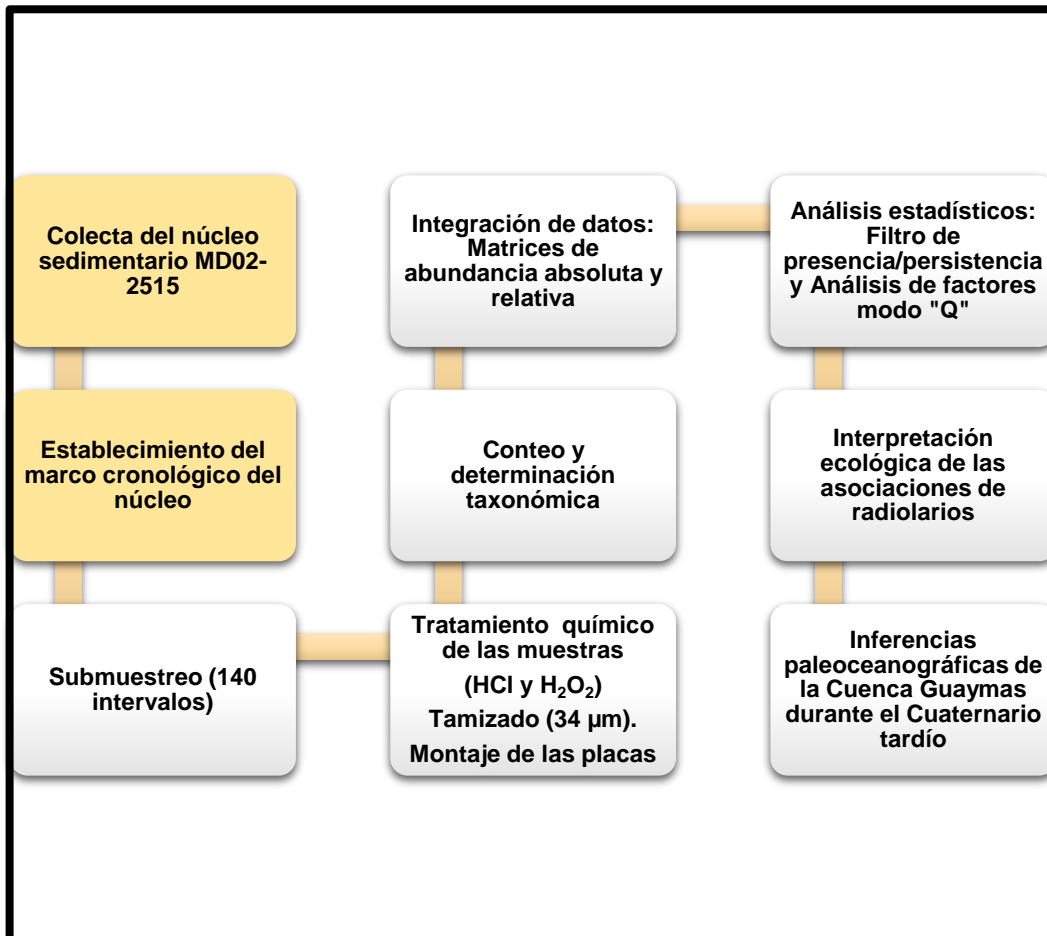 Colecta del núcleo
sedimentario MD02-
2515
Establecimiento del
marco cronológico del
núcleo
Submuestreo (140
intervalos)
Tratamiento químico
de las muestras
(HCl y H₂O₂)
Tamizado (34 µm).
Montaje de las placas
Conteo y
determinación
taxonómica
Integración de datos:
Matrices de
abundancia absoluta y
relativa
Análisis estadísticos:
Filtro de
presencia/persistencia
y Análisis de factores
modo "Q"
Interpretación
ecológica de las
asociaciones de
radiolarios
Inferencias
paleoceanográficas de
la Cuenca Guaymas
durante el Cuaternario
tardío